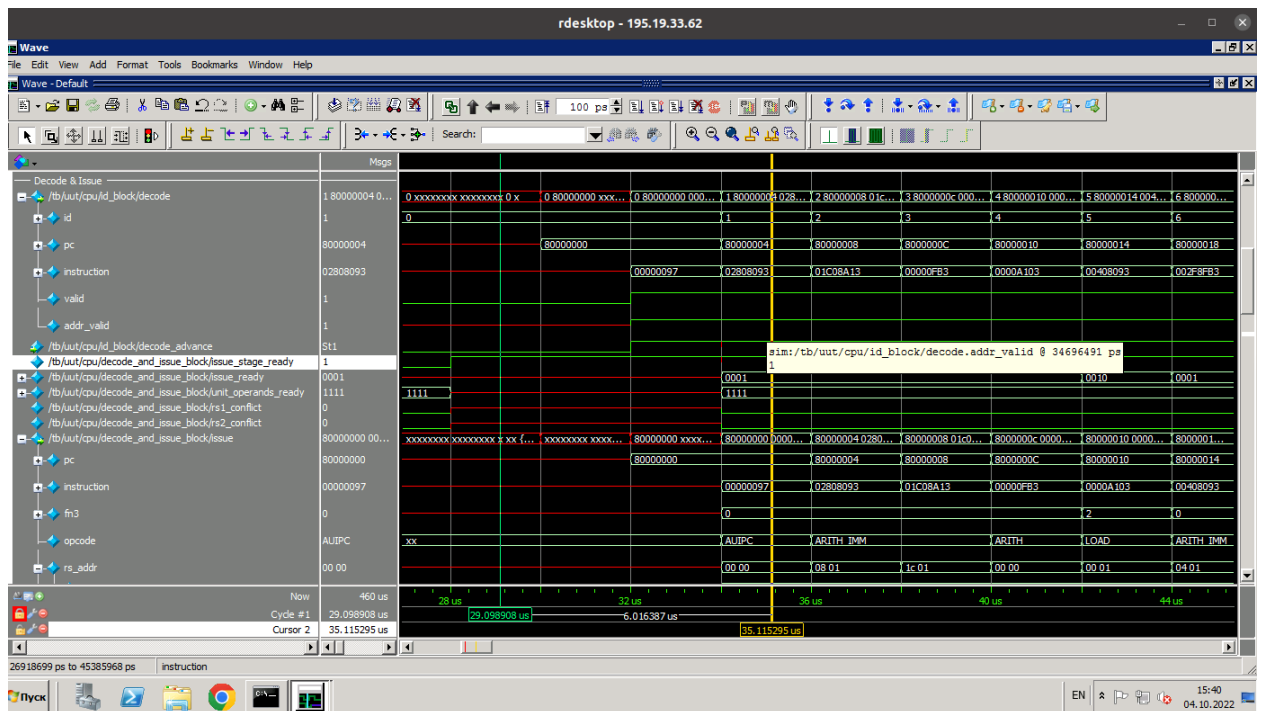 rdesktop - 195.19.33.62
Wave
File Edit View Add Format Tools Bookmarks Window Help
Wave - Default
100 ps
Search:
Msgs
Decode & Issue
/tb/uut/cpu/id_block/decode 1 80000004 0... 0 xxxxxxxx xxxxxxxx 0 x 0 80000000 xxx... 0 80000000 000... 1 80000004 028... 2 80000008 01c... 3 8000000c 000... 4 80000010 000... 5 80000014 004... 6 800000...
id 1 0 1 2 3 4 5 6
pc 80000004 80000000 80000004 80000008 8000000C 80000010 80000014 80000018
instruction 02808093 00000097 02808093 01C08A13 00000FB3 0000A103 00408093 002F8FB3
valid 1
addr_valid 1
/tb/uut/cpu/id_block/decode_advance St1
sim:/tb/uut/cpu/id_block/decode.addr_valid @ 34696491 ps
1
/tb/uut/cpu/decode_and_issue_block/issue_stage_ready 1
/tb/uut/cpu/decode_and_issue_block/issue_ready 0001 0001 0010 0001
/tb/uut/cpu/decode_and_issue_block/unit_operands_ready 1111 1111 1111
/tb/uut/cpu/decode_and_issue_block/rs1_conflict 0
/tb/uut/cpu/decode_and_issue_block/rs2_conflict 0
/tb/uut/cpu/decode_and_issue_block/issue 80000000 00... xxxxxxxx xxxxxxxx x xx {... xxxxxxxx xxxx... 80000000 xxxx... 80000000 0000... 80000004 0280... 80000008 01c0... 8000000c 0000... 80000010 0000... 8000001...
pc 80000000 80000000 80000004 80000008 8000000C 80000010 80000014
instruction 00000097 00000097 02808093 01C08A13 00000FB3 0000A103 00408093
fn3 0 0 2 0
opcode AUIPC xx AUIPC ARITH IMM ARITH LOAD ARITH IMM
rs_addr 00 00 00 00 08 01 1c 01 00 00 00 01 04 01
Now 460 us 28 us 32 us 36 us 40 us 44 us
Cycle #1 29.098908 us 29.098908 us 6.016387 us
Cursor 2 35.115295 us 35.115295 us
26918699 ps to 45385968 ps instruction
Пуск EN 15:40
04.10.2022